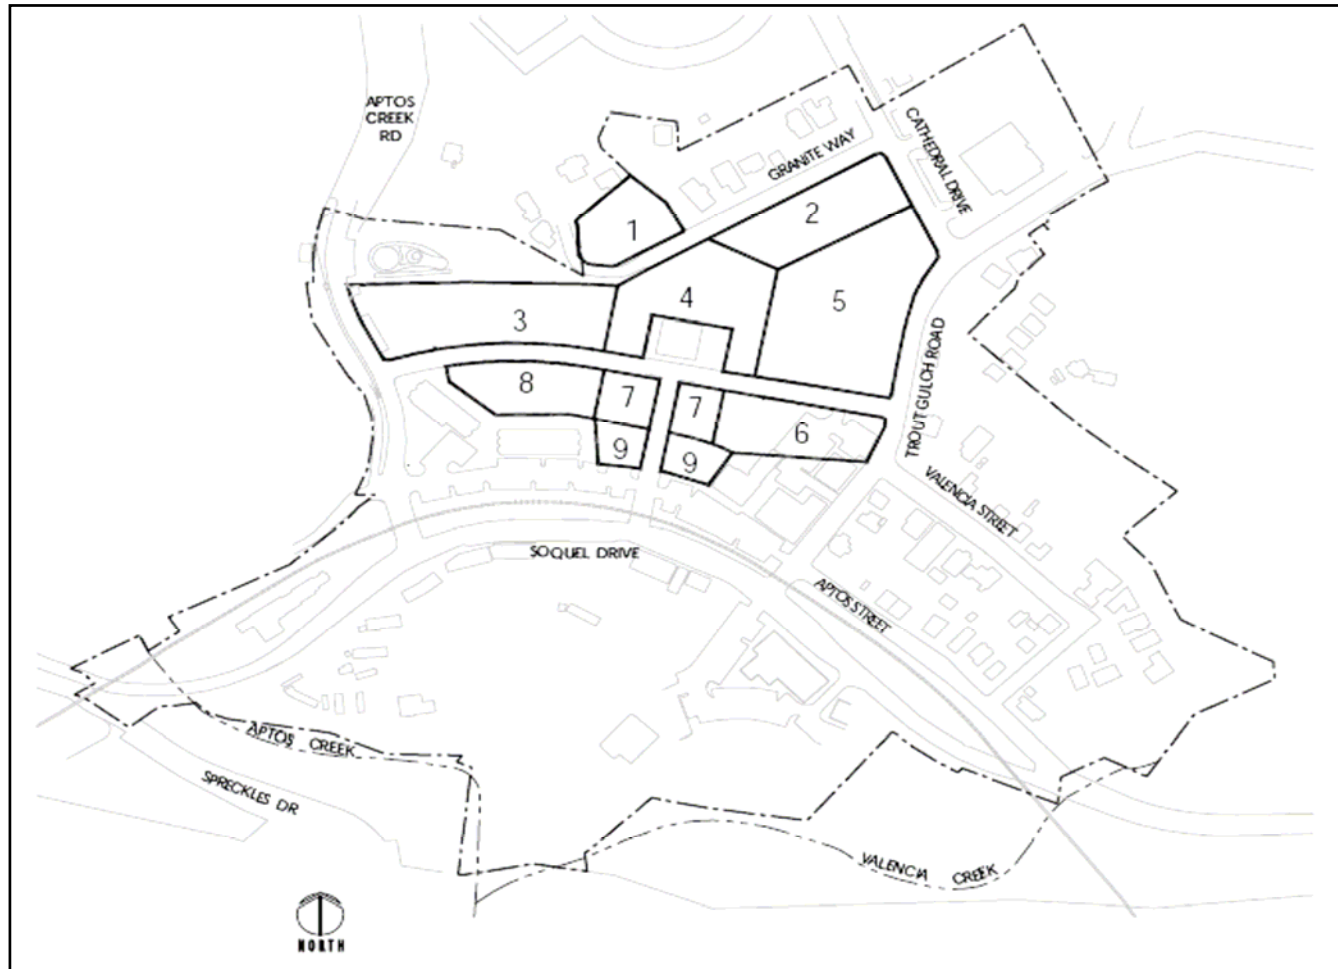 APTOS
CREEK
RD
CATHEDRAL DRIVE
GRANITE WAY
1
2
3
4
5
TROUT GULCH ROAD
8
7
7
6
9
9
VALENCIA STREET
SOQUEL DRIVE
APTOS STREET
APTOS CREEK
SPRECKLES DR
VALENCIA CREEK
NORTH